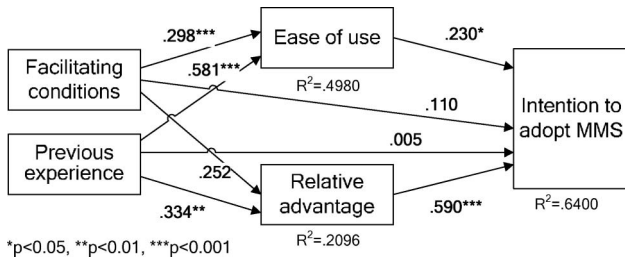 .298***
Ease of use
.230*
Facilitating
conditions
.581***
R²=.4980
.110
Intention to
adopt MMS
Previous
experience
.005
.252
Relative
advantage
.334**
.590***
R²=.6400
R²=.2096
*p<0.05, **p<0.01, ***p<0.001